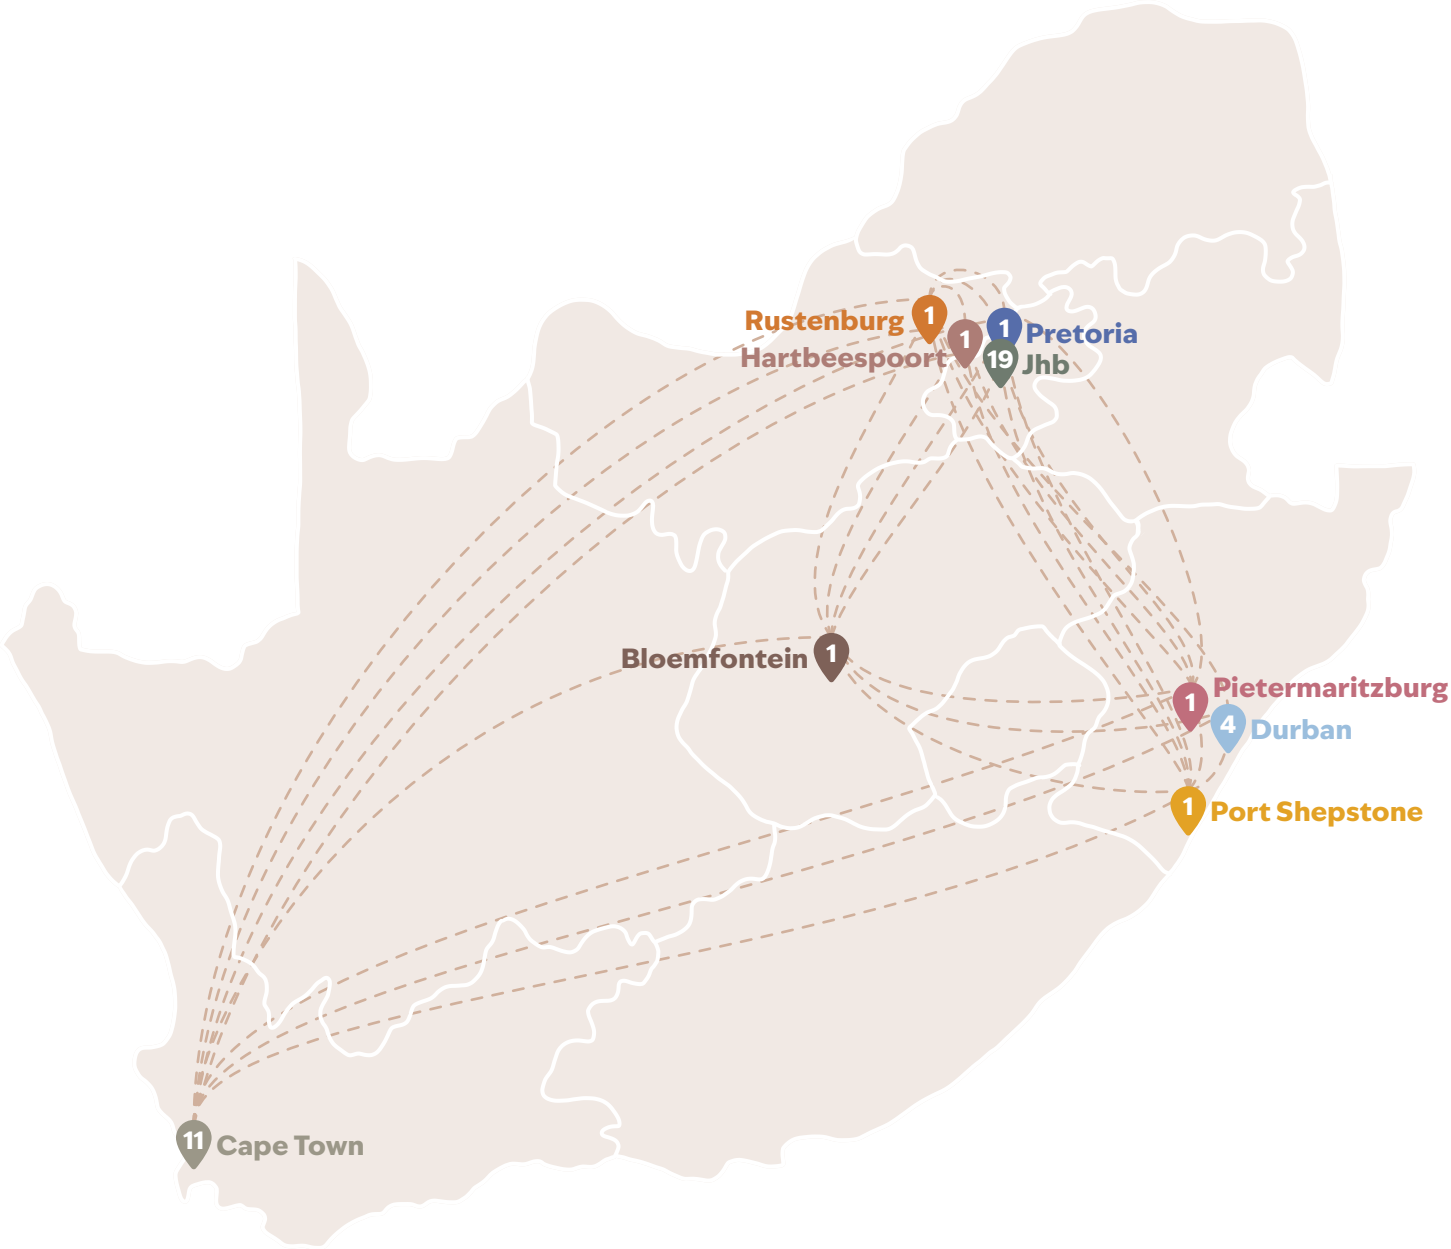 1
Rustenburg
1
Hartbeespoort
1
Pretoria
19
Jhb
1
Bloemfontein
1
Pietermaritzburg
4
Durban
1
Port Shepstone
11
Cape Town